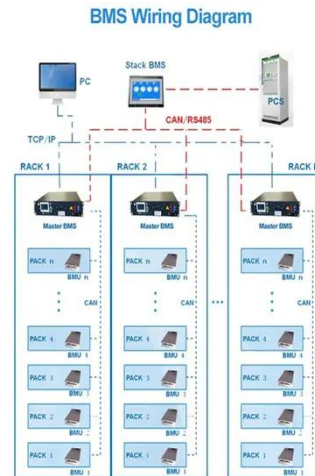 BMS Wiring Diagram
Stack BMS
PC
PCS
CAN/RS485
TCP/IP
RACK 1
RACK 2
RACK
Master BMS
Master BMS
Master BMS
PACK n
PACK n
PACK n
BMU n
BMU n
BMU n
CAN
CAN
CAN
PACK 4
PACK 4
PACK 4
BMU 4
BMU 4
BMU 4
PACK 3
PACK 3
PACK 3
BMU 3
BMU 3
BMU 3
PACK 2
PACK 2
PACK 2
BMU 2
BMU 2
BMU 2
PACK 1
PACK 1
PACK 1
BMU 1
BMU 1
BMU 1